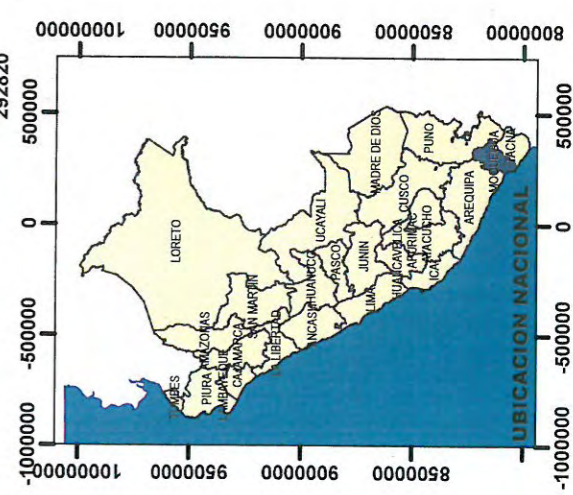 292820
-1000000 -500000 0 500000
10000000 10000000
9500000 9500000
9000000 9000000
8500000 8500000
8000000
LORETO
TUMBES
PIURA
AMAZONAS
LAMBAYEQUE
CAJAMARCA
SAN MARTIN
LIBERTAD
ANCASH
HUANUCO
UCAYALI
PASCO
JUNIN
LIMA
MADRE DE DIOS
CUSCO
HUANCAVELICA
APURIMAC
AYACUCHO
ICA
PUNO
AREQUIPA
MOQUEGUA
TACNA
UBICACION NACIONAL
-1000000 -500000 0 500000